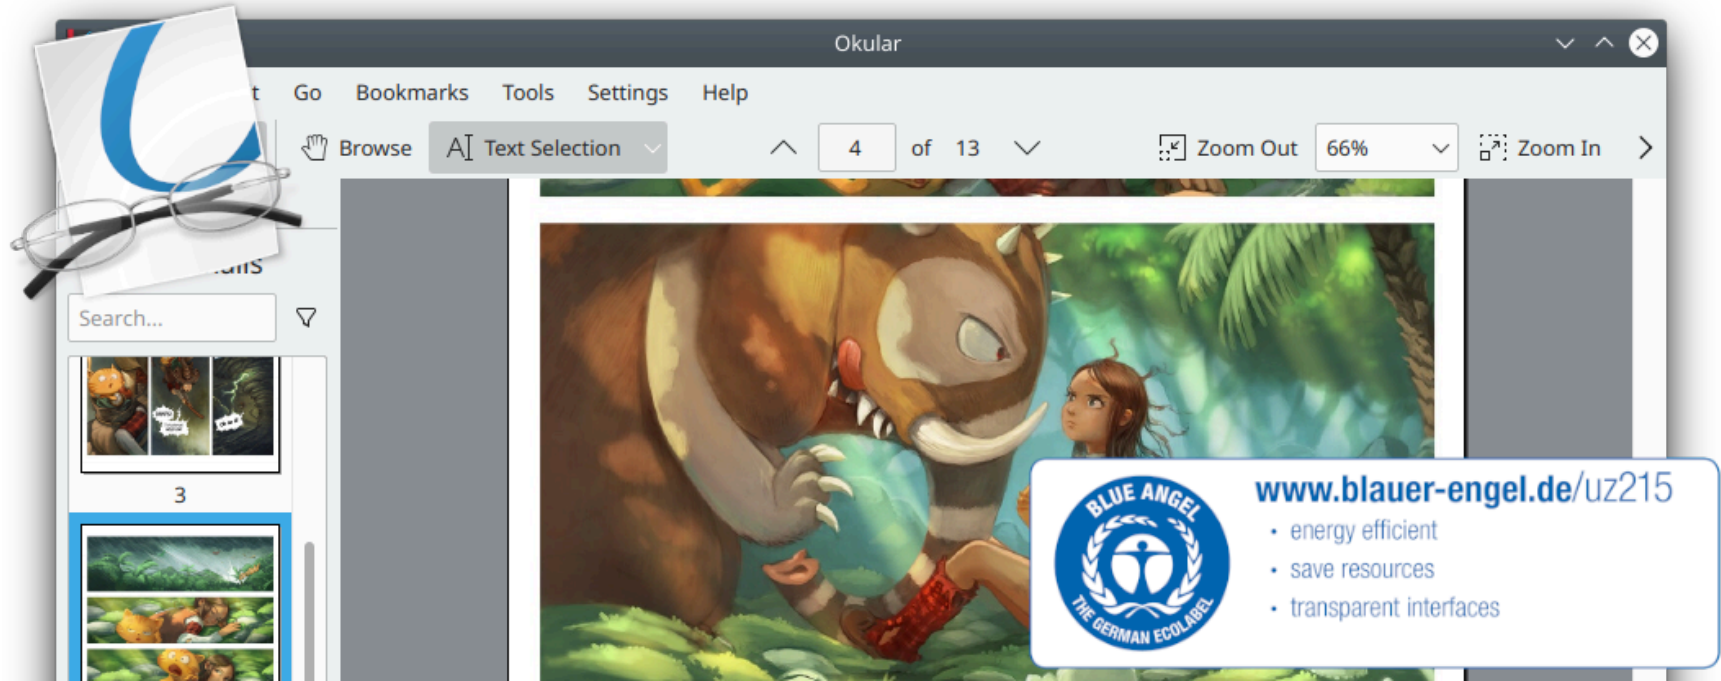 Okular
Go Bookmarks Tools Settings Help
Browse Text Selection 4 of 13 Zoom Out 66% Zoom In
Search...
3
www.blauer-engel.de/uz215
• energy efficient
• save resources
• transparent interfaces
BLUE ANGEL
THE GERMAN ECOLABEL